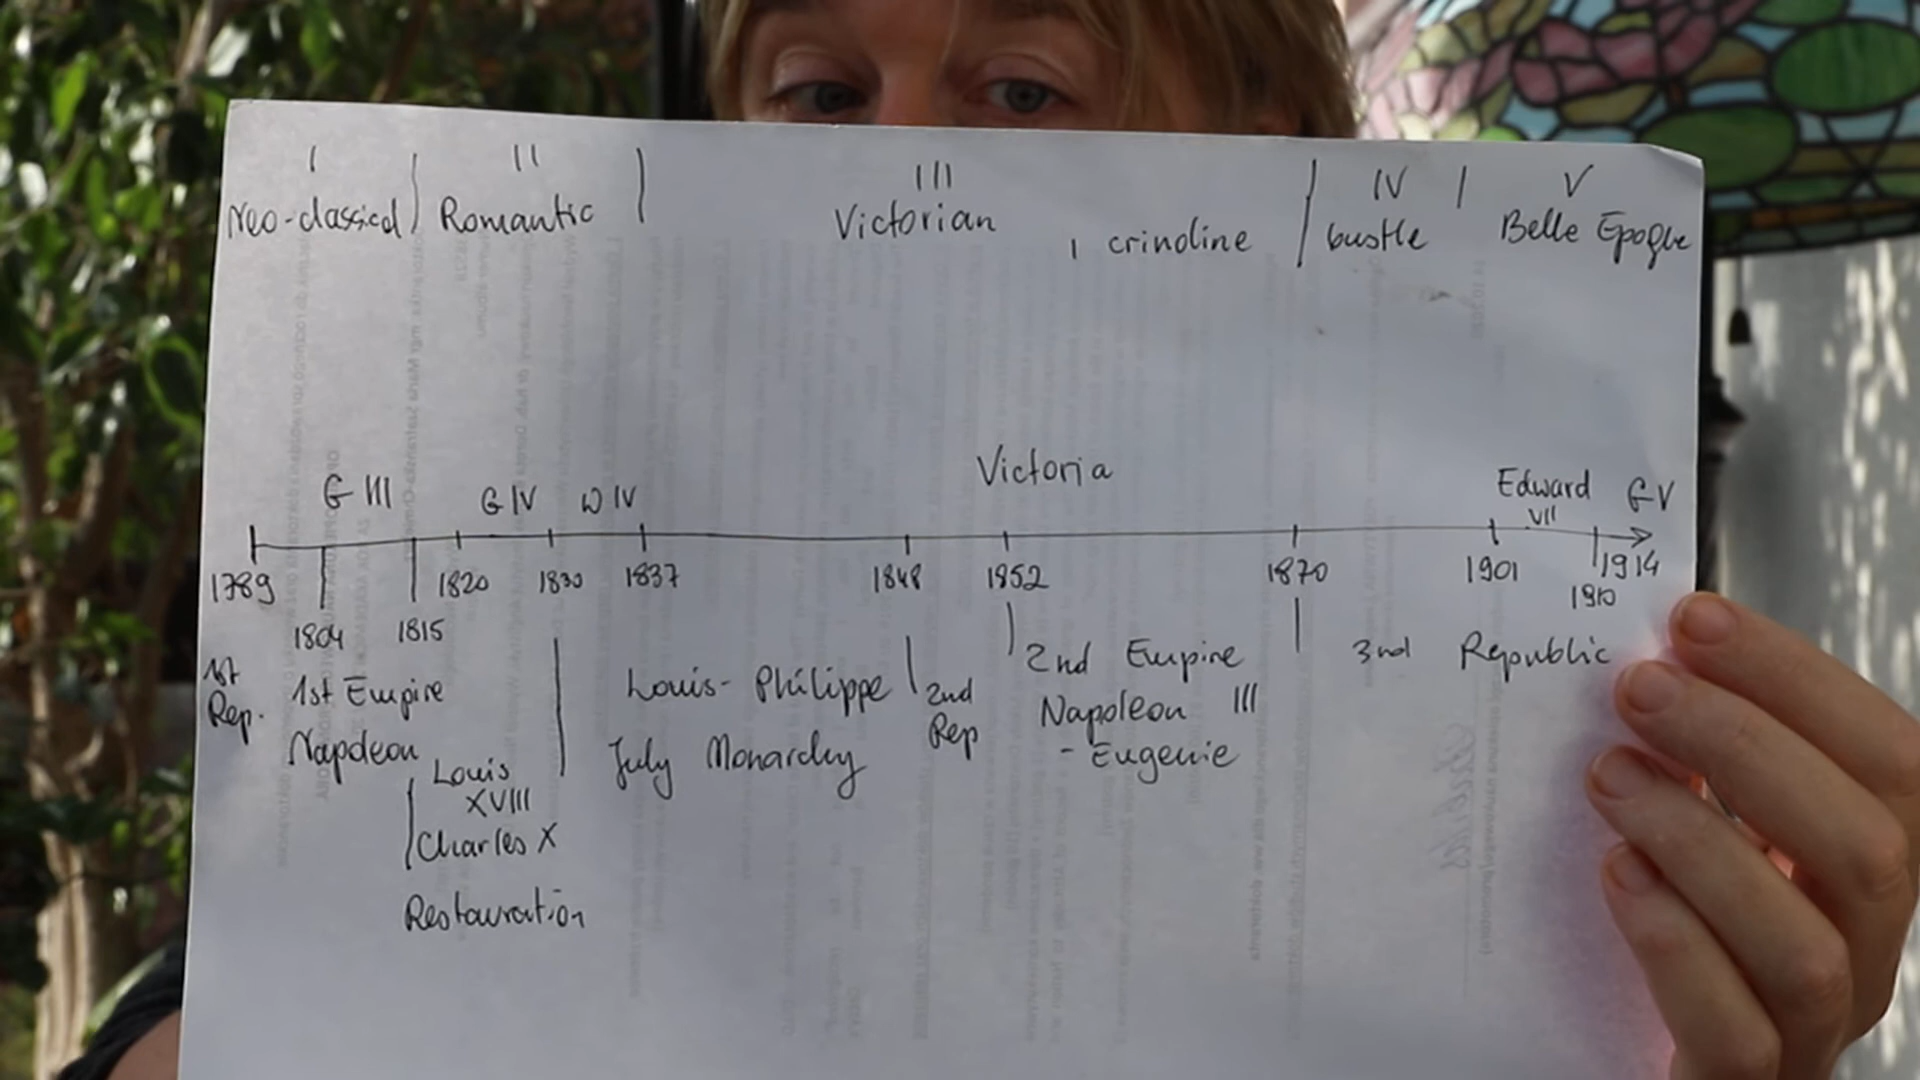 I II III IV V
Neo-classical Romantic Victorian crinoline bustle Belle Epoque
G III G IV W IV Victoria Edward VII G V
1789 1804 1815 1820 1830 1837 1848 1852 1870 1901 1910 1914
1st Rep.
1st Empire
Napoleon
Louis XVIII
Charles X
Restauration
Louis-Philippe
July Monarchy
2nd Rep
2nd Empire
Napoleon III
- Eugenie
3rd Republic